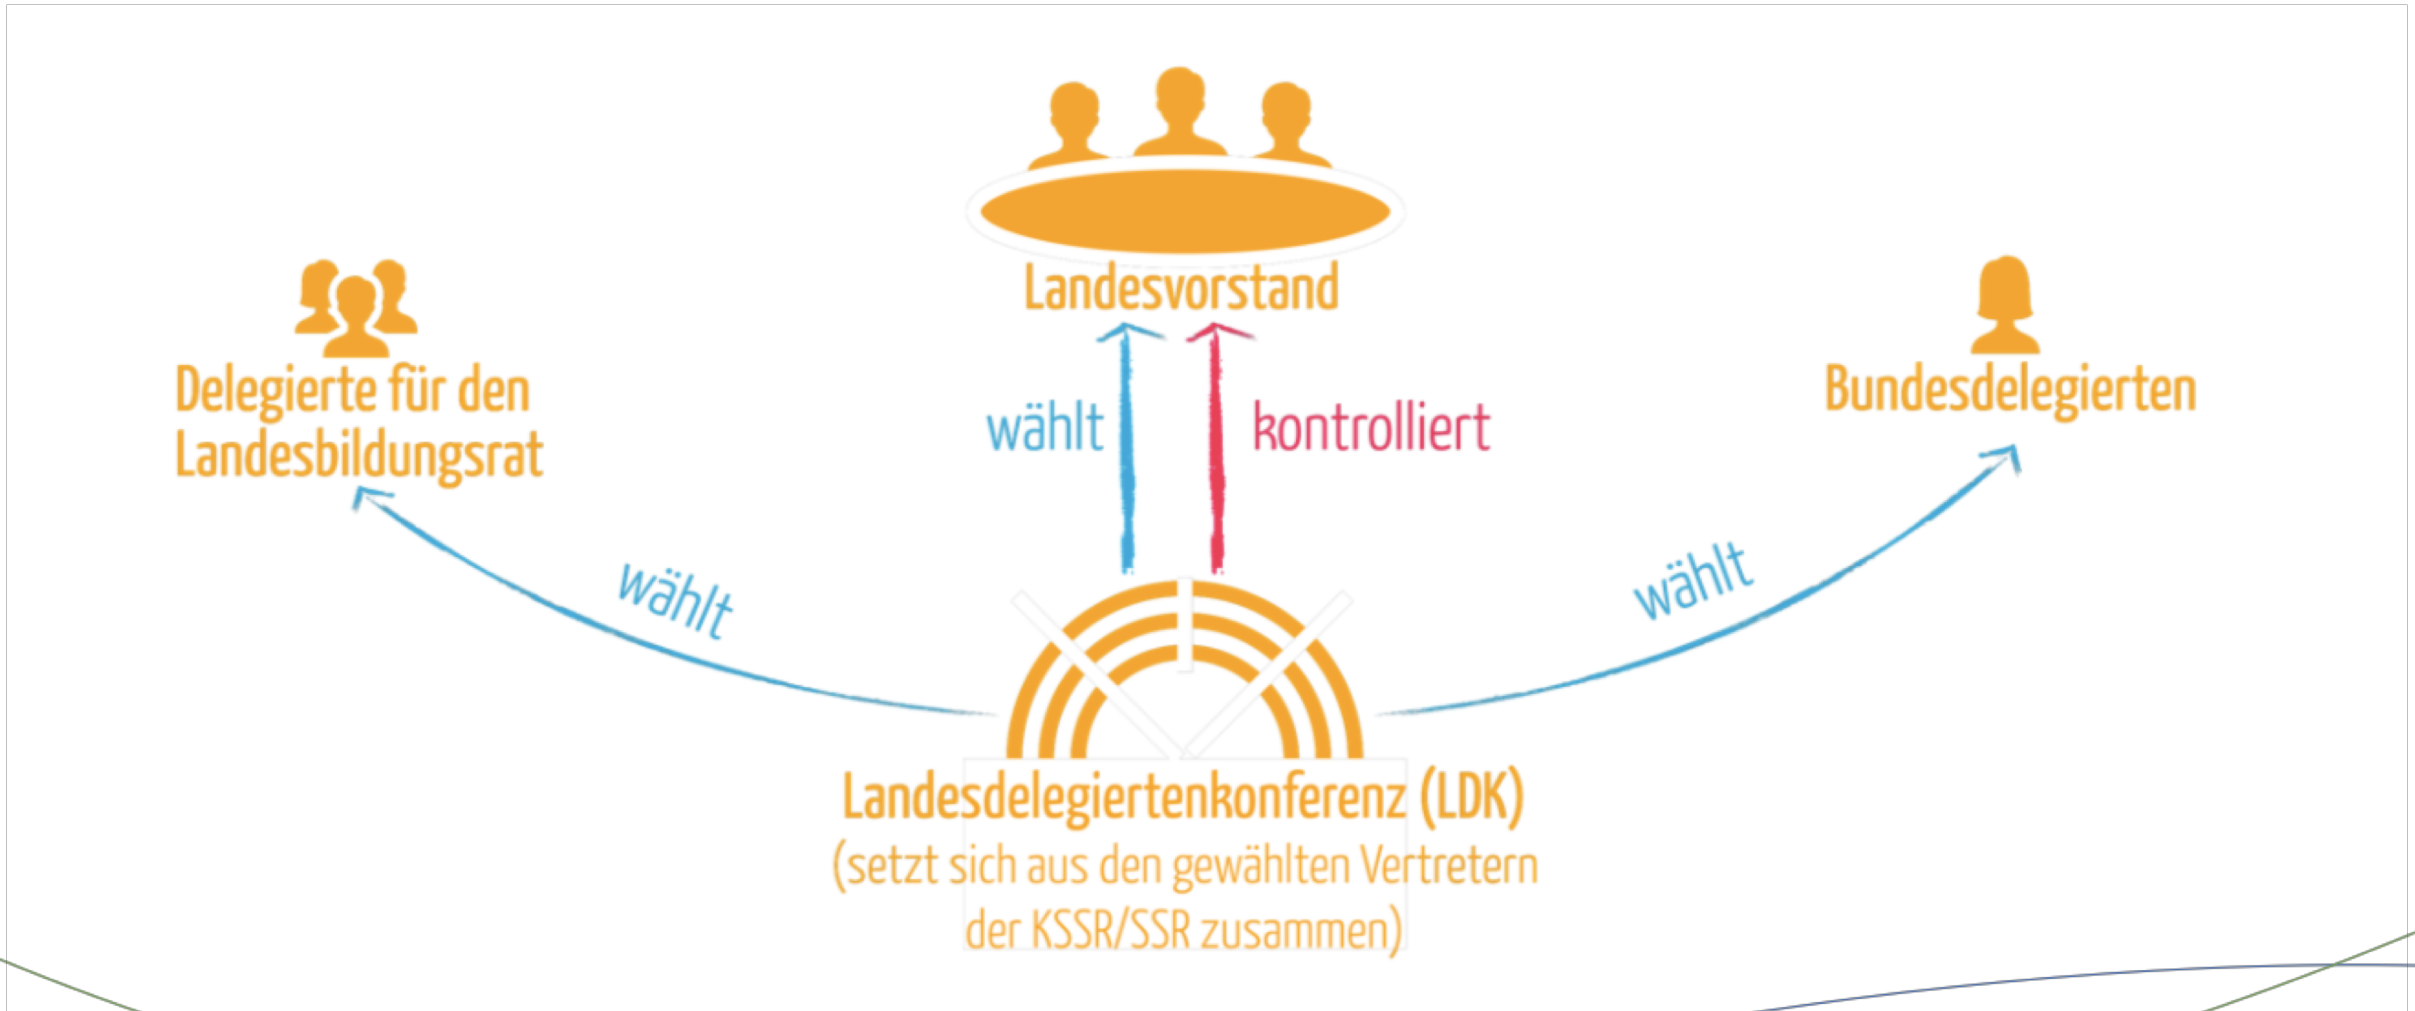 Landesvorstand
Delegierte für den
Landesbildungsrat
Bundesdelegierten
wählt
kontrolliert
wählt
wählt
Landesdelegiertenkonferenz (LDK)
(setzt sich aus den gewählten Vertretern
der KSSR/SSR zusammen)